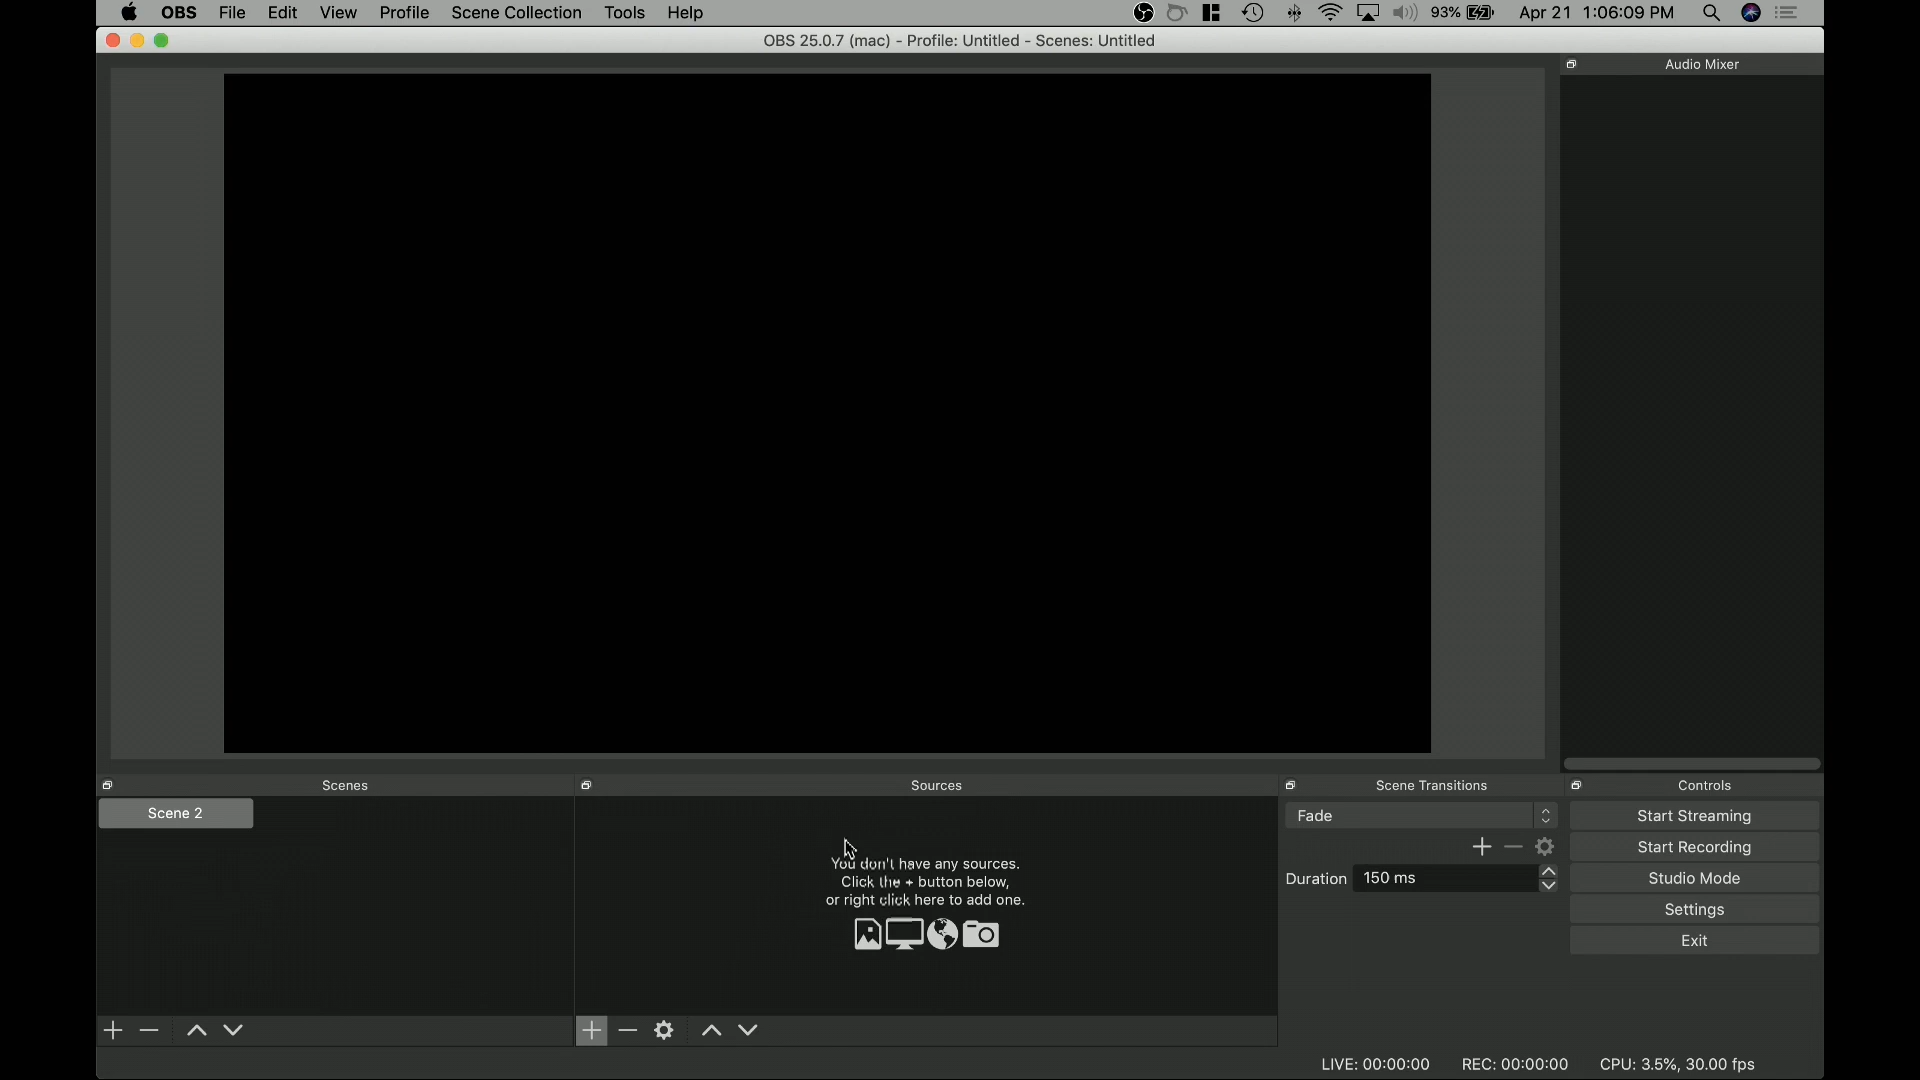 OBS File Edit View Profile Scene Collection Tools Help 93% Apr 21 1:06:09 PM
OBS 25.0.7 (mac) - Profile: Untitled - Scenes: Untitled
Audio Mixer
Scenes
Scene 2
Sources
You don't have any sources.
Click the + button below,
or right click here to add one.
Scene Transitions
Fade
Duration 150 ms
Controls
Start Streaming
Start Recording
Studio Mode
Settings
Exit
LIVE: 00:00:00 REC: 00:00:00 CPU: 3.5%, 30.00 fps